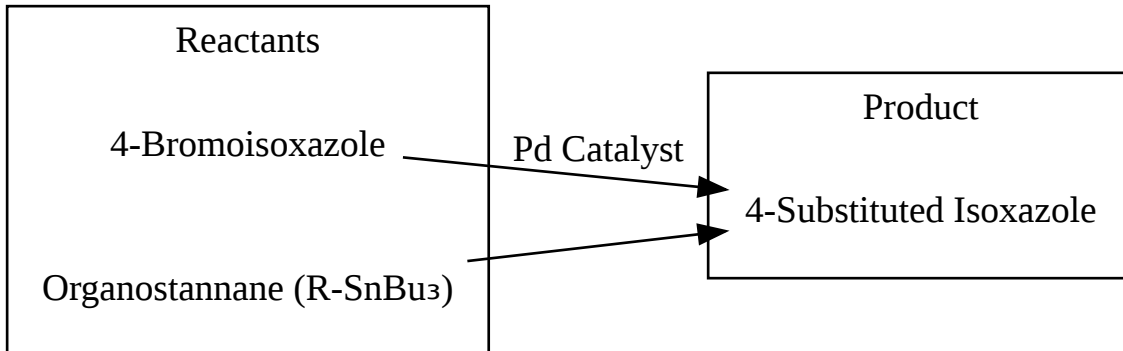 Reactants
4-Bromoisoxazole
Organostannane (R-SnBu₃)
Pd Catalyst
Product
4-Substituted Isoxazole